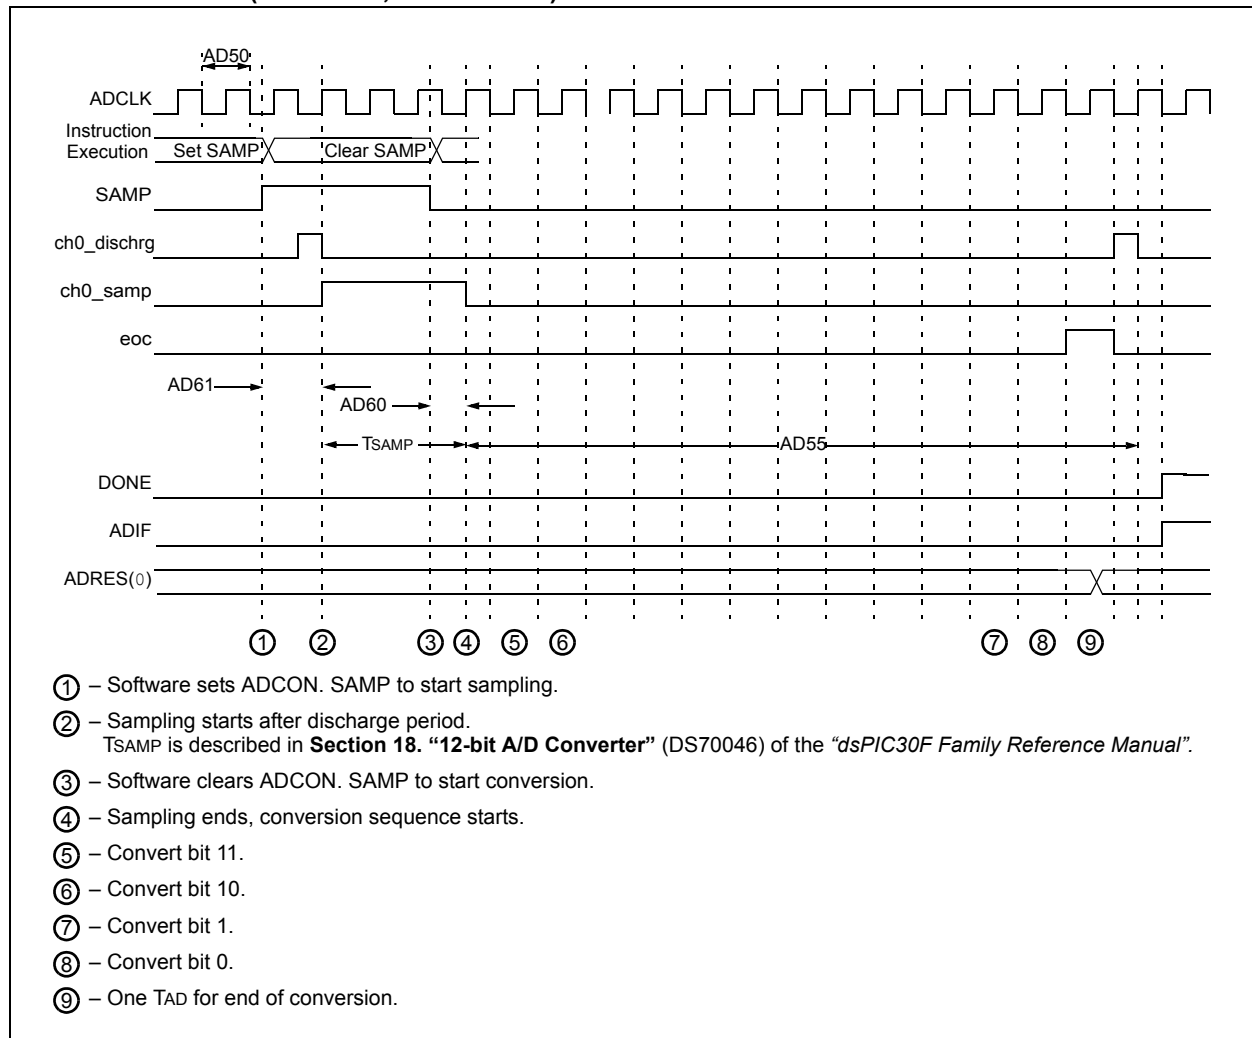 AD50
ADCLK
Instruction
Execution
Set SAMP
Clear SAMP
SAMP
ch0_dischrg
ch0_samp
eoc
AD61
AD60
TSAMP
AD55
DONE
ADIF
ADRES(0)
1 2 3 4 5 6 7 8 9
1 – Software sets ADCON. SAMP to start sampling.
2 – Sampling starts after discharge period.
TSAMP is described in Section 18. “12-bit A/D Converter” (DS70046) of the “dsPIC30F Family Reference Manual”.
3 – Software clears ADCON. SAMP to start conversion.
4 – Sampling ends, conversion sequence starts.
5 – Convert bit 11.
6 – Convert bit 10.
7 – Convert bit 1.
8 – Convert bit 0.
9 – One TAD for end of conversion.